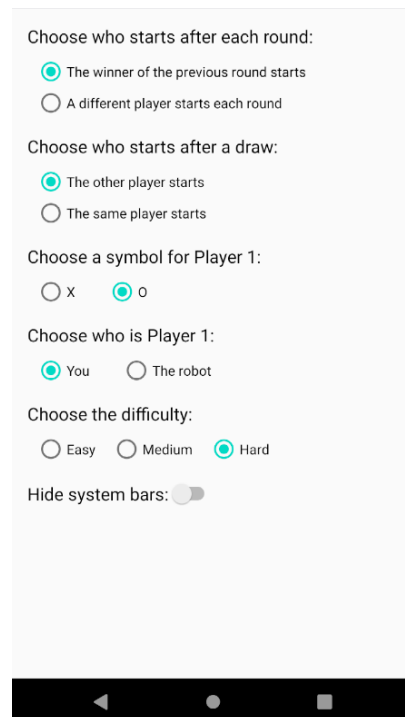 Choose who starts after each round:
The winner of the previous round starts
A different player starts each round
Choose who starts after a draw:
The other player starts
The same player starts
Choose a symbol for Player 1:
X O
Choose who is Player 1:
You The robot
Choose the difficulty:
Easy Medium Hard
Hide system bars: